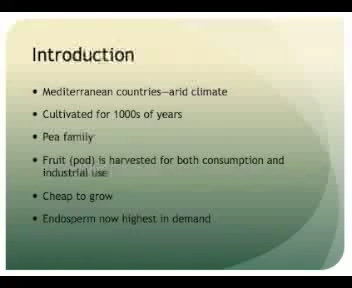 Introduction
• Mediterranean countries—arid climate
• Cultivated for 1000s of years
• Pea family
• Fruit (pod) is harvested for both consumption and
industrial use
• Cheap to grow
• Endosperm now highest in demand